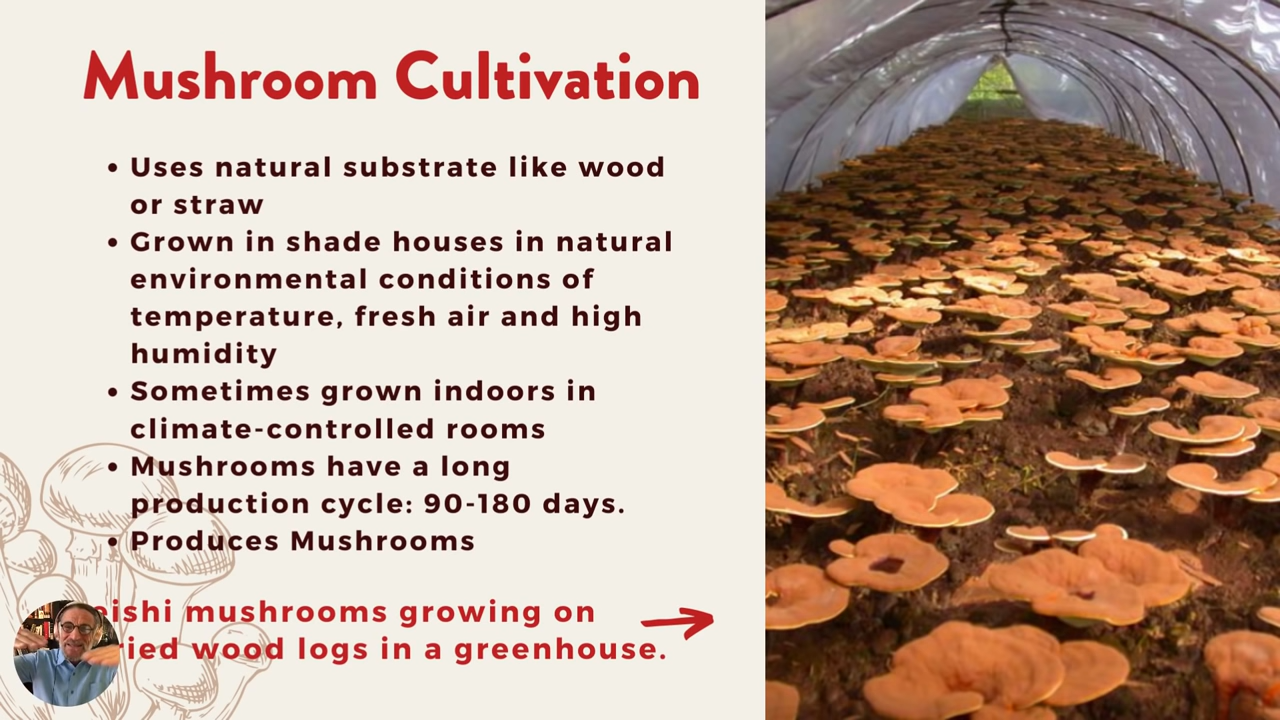 Mushroom Cultivation
• Uses natural substrate like wood
or straw
• Grown in shade houses in natural
environmental conditions of
temperature, fresh air and high
humidity
• Sometimes grown indoors in
climate-controlled rooms
• Mushrooms have a long
production cycle: 90-180 days.
• Produces Mushrooms
eishi mushrooms growing on
ried wood logs in a greenhouse.